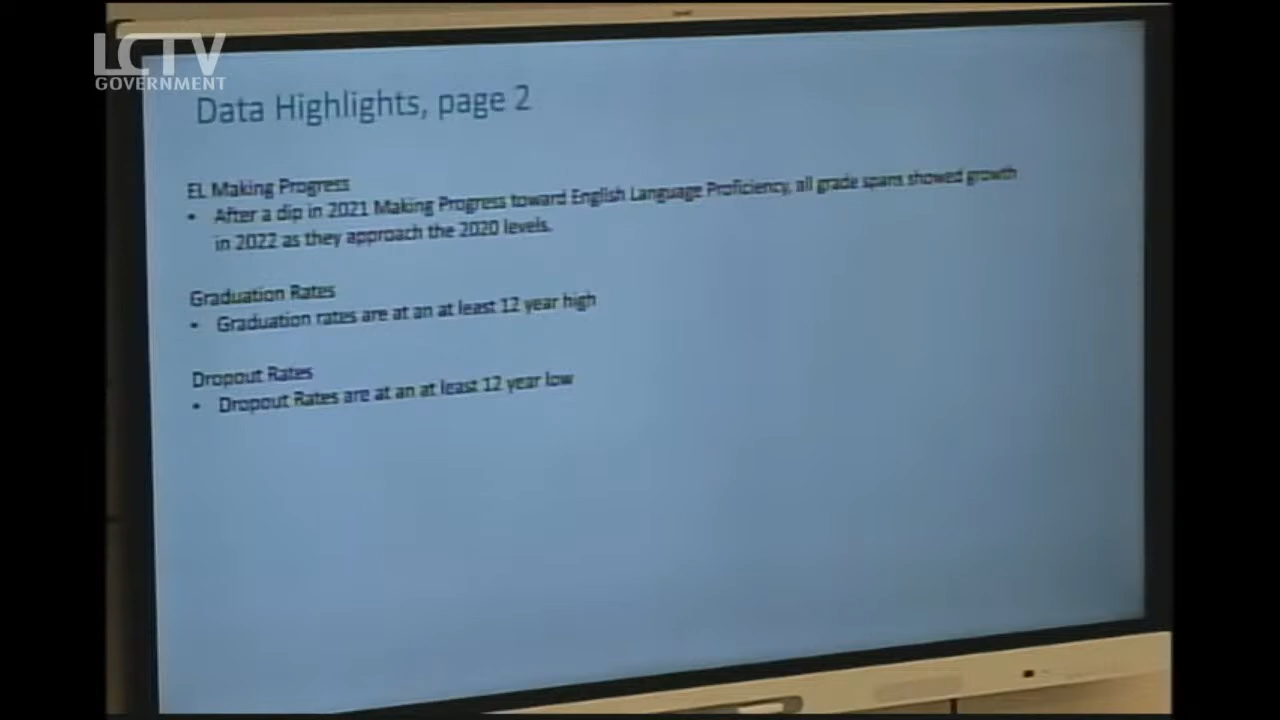 LCTV
GOVERNMENT
Data Highlights, page 2
EL Making Progress
• After a dip in 2021 Making Progress toward English Language Proficiency, all grade spans showed growth
in 2022 as they approach the 2020 levels.
Graduation Rates
• Graduation rates are at an at least 12 year high
Dropout Rates
• Dropout Rates are at an at least 12 year low